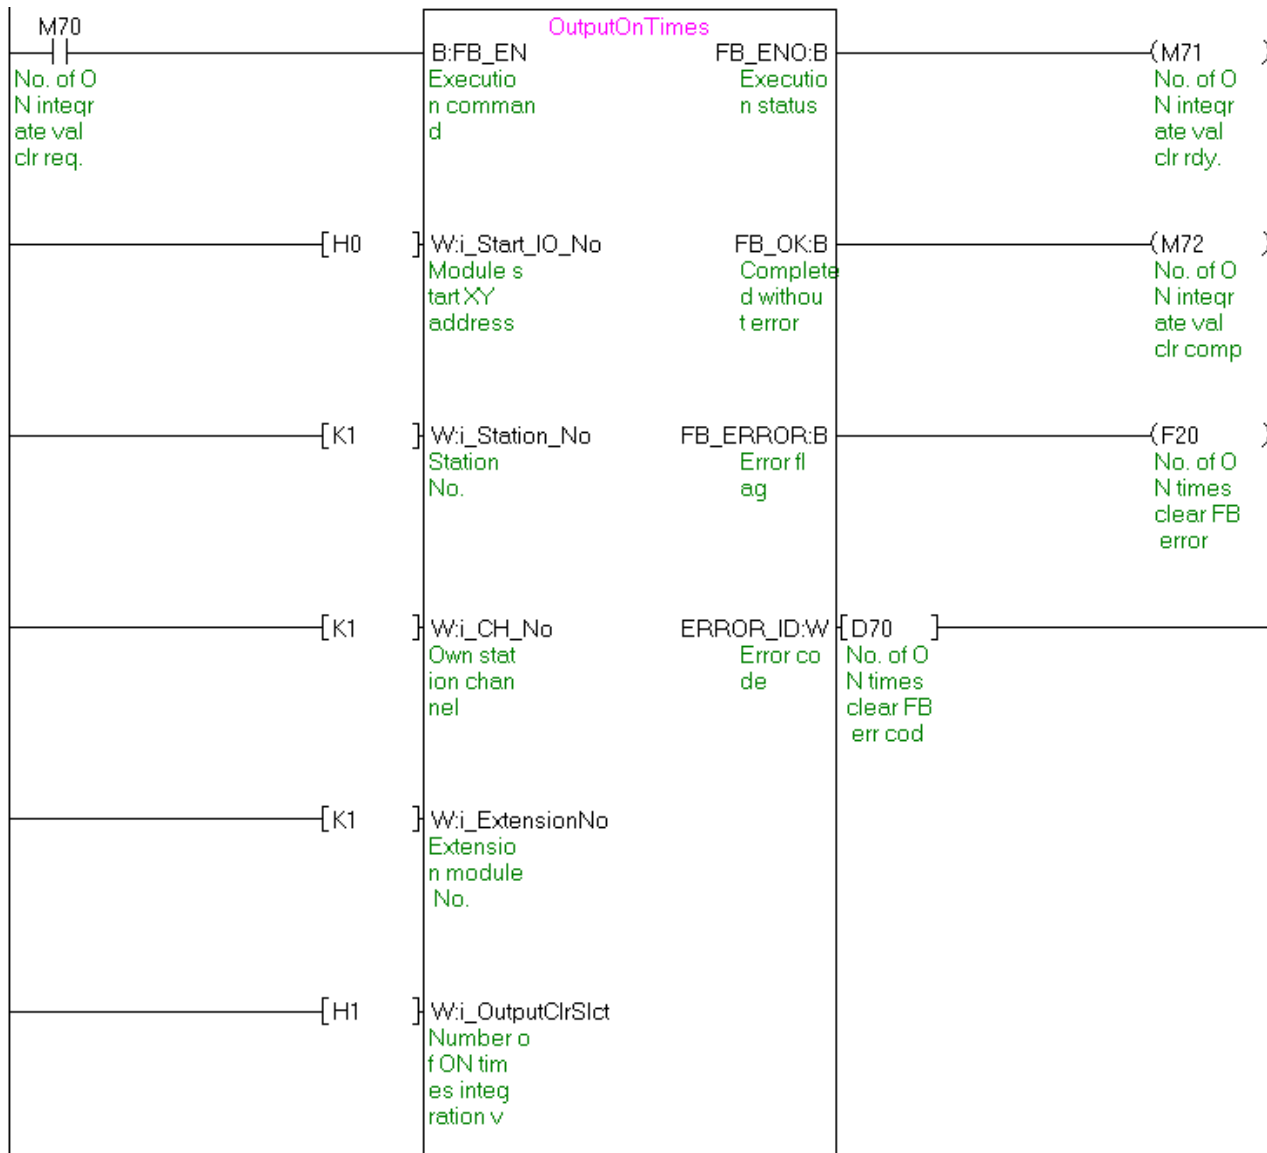 M70
OutputOnTimes
B:FB_EN
FB_ENO:B
(M71 )
No. of O
N inteqr
ate val
clr req.
Executio
n comman
d
Executio
n status
No. of O
N inteqr
ate val
clr rdy.
[H0 ]
W:i_Start_IO_No
FB_OK:B
(M72 )
Module s
tart XY
address
Complete
d withou
t error
No. of O
N inteqr
ate val
clr comp
[K1 ]
W:i_Station_No
FB_ERROR:B
(F20 )
Station
No.
Error fl
ag
No. of O
N times
clear FB
error
[K1 ]
W:i_CH_No
ERROR_ID:W
[D70 ]
Own stat
ion chan
nel
Error co
de
No. of O
N times
clear FB
err cod
[K1 ]
W:i_ExtensionNo
Extensio
n module
No.
[H1 ]
W:i_OutputClrSlct
Number o
f ON tim
es integ
ration v